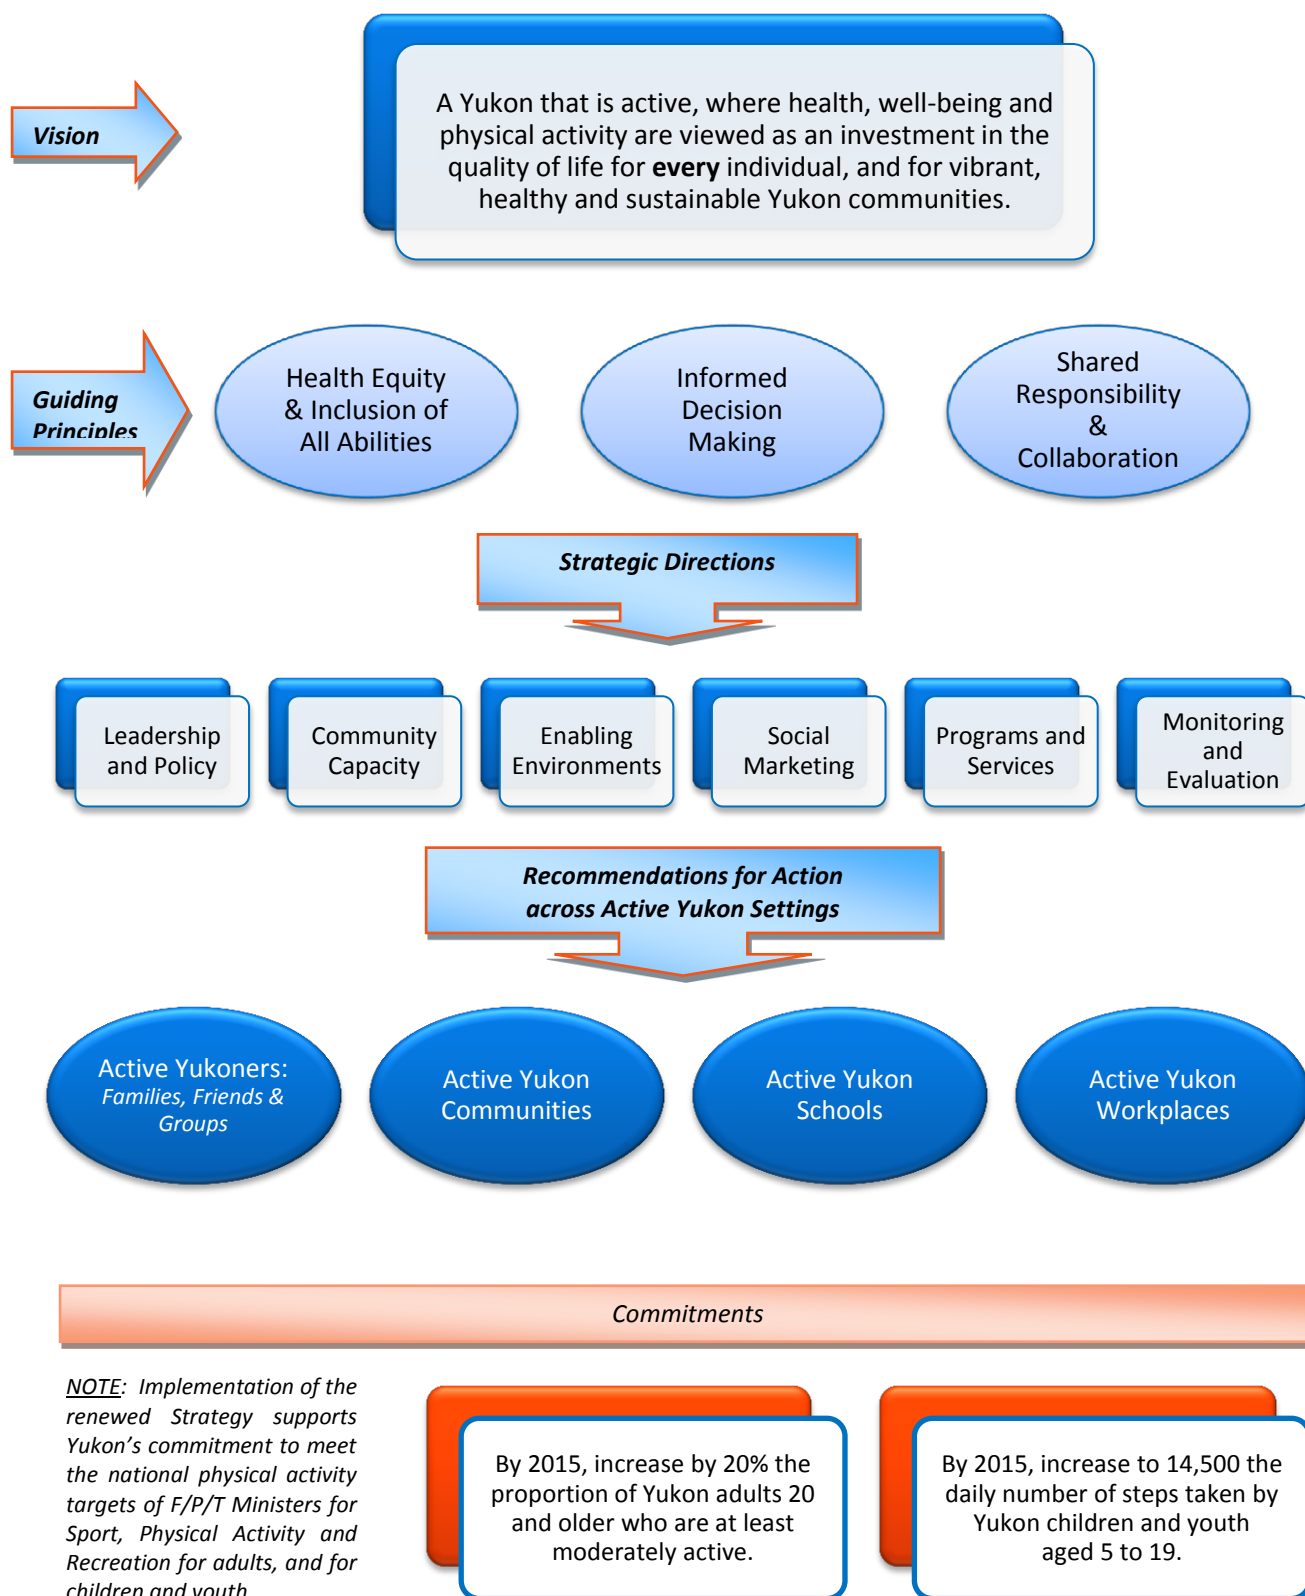 Vision
A Yukon that is active, where health, well-being and
physical activity are viewed as an investment in the
quality of life for every individual, and for vibrant,
healthy and sustainable Yukon communities.
Guiding
Principles
Health Equity
& Inclusion of
All Abilities
Informed
Decision
Making
Shared
Responsibility
&
Collaboration
Strategic Directions
Leadership
and Policy
Community
Capacity
Enabling
Environments
Social
Marketing
Programs and
Services
Monitoring
and
Evaluation
Recommendations for Action
across Active Yukon Settings
Active Yukoners:
Families, Friends &
Groups
Active Yukon
Communities
Active Yukon
Schools
Active Yukon
Workplaces
Commitments
NOTE: Implementation of the
renewed Strategy supports
Yukon's commitment to meet
the national physical activity
targets of F/P/T Ministers for
Sport, Physical Activity and
Recreation for adults, and for
children and youth
By 2015, increase by 20% the
proportion of Yukon adults 20
and older who are at least
moderately active.
By 2015, increase to 14,500 the
daily number of steps taken by
Yukon children and youth
aged 5 to 19.